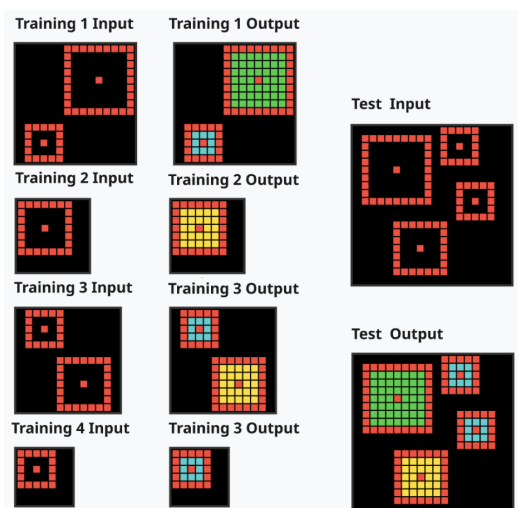 Training 1 Input
Training 1 Output
Test Input
Training 2 Input
Training 2 Output
Training 3 Input
Training 3 Output
Test Output
Training 4 Input
Training 3 Output